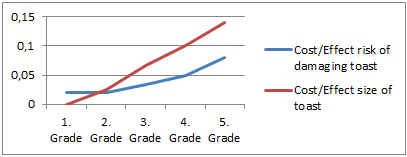 0,15
0,1
0,05
0
1.
Grade
2.
Grade
3.
Grade
4.
Grade
5.
Grade
Cost/Effect risk of
damaging toast
Cost/Effect size of
toast